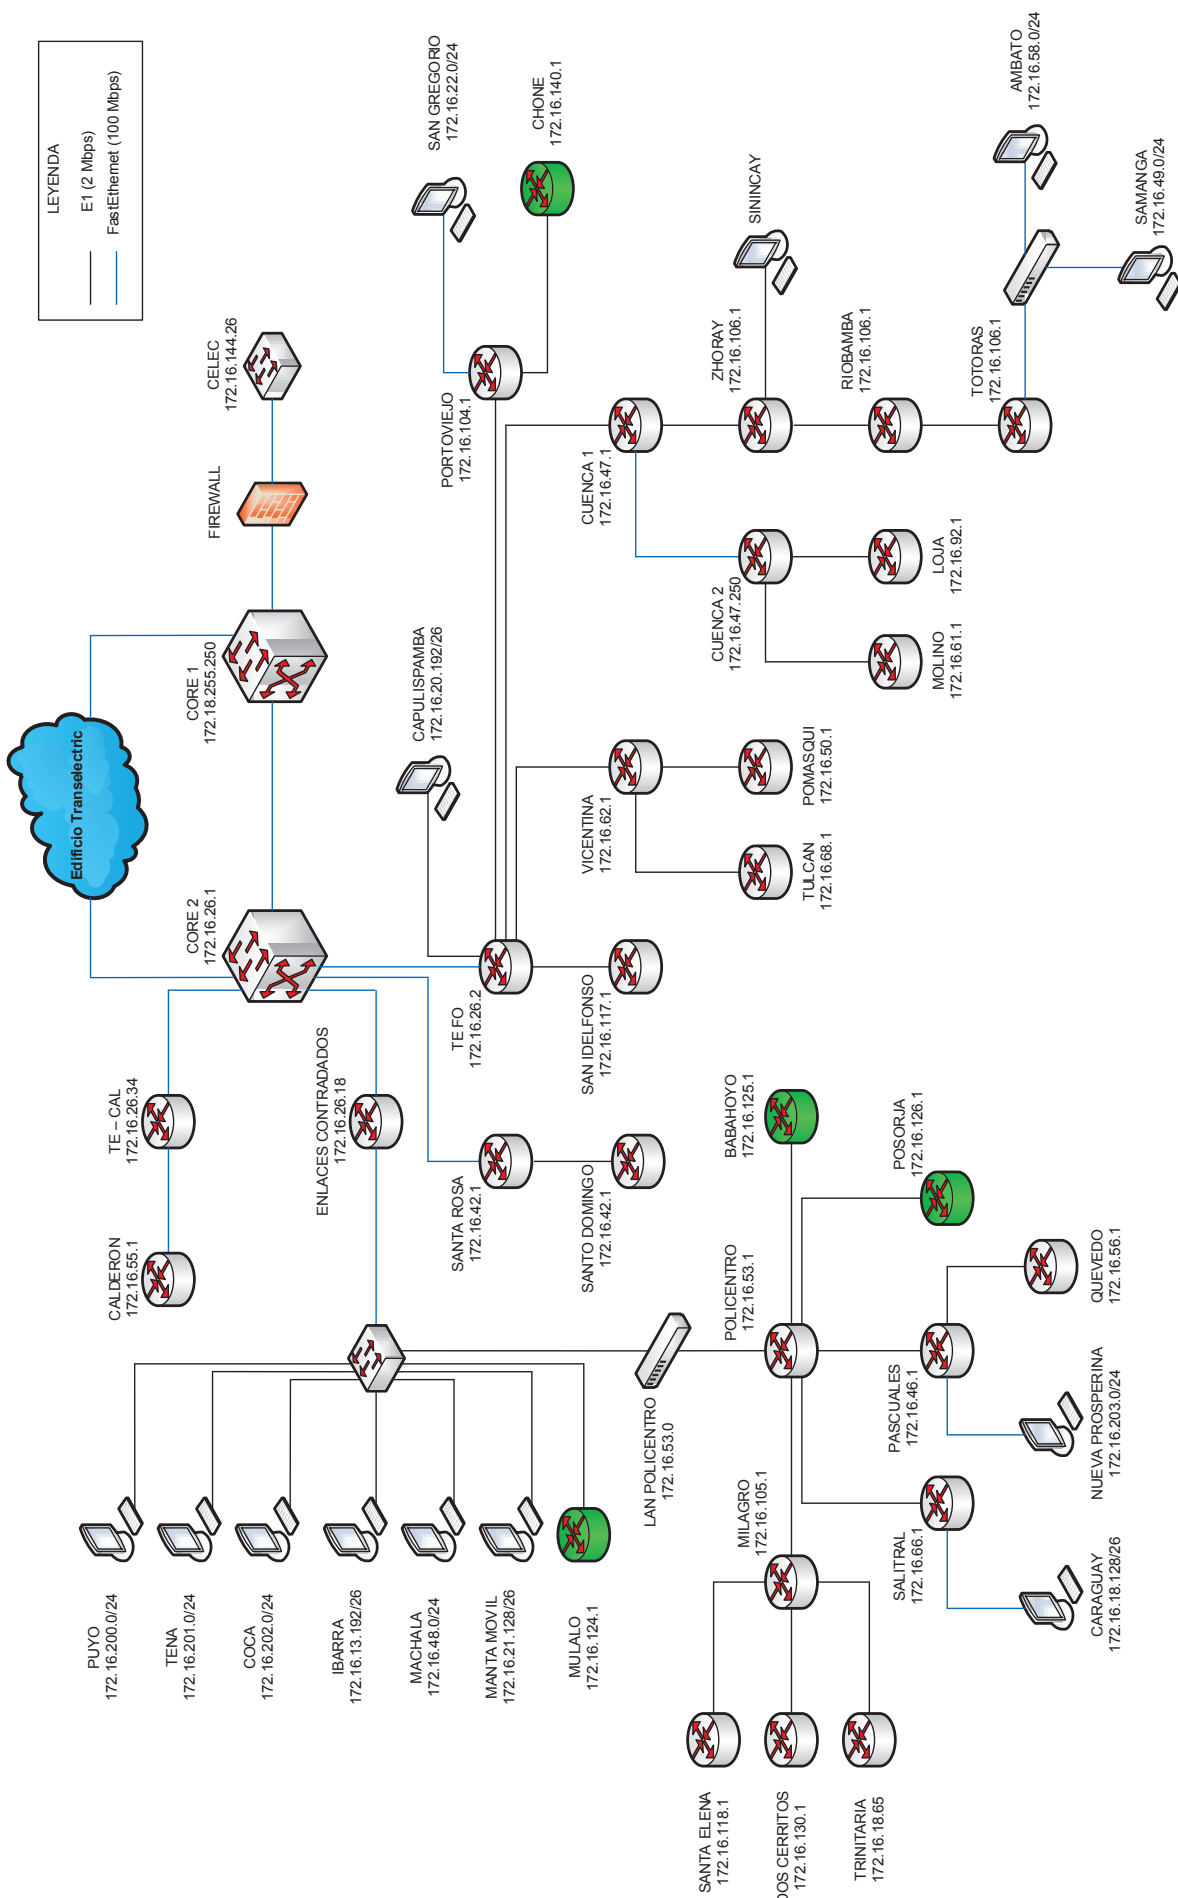 LEYENDA
E1 (2 Mbps)
FastEthernet (100 Mbps)
Edificio Transelectric
CELEC
172.16.144.26
FIREWALL
CORE 1
172.18.255.250
CORE 2
172.16.26.1
TE – CAL
172.16.26.34
CALDERON
172.16.55.1
ENLACES CONTRADADOS
172.16.26.18
SANTA ROSA
172.16.42.1
SANTO DOMINGO
172.16.42.1
TEFO
172.16.26.2
SAN IDELFONSO
172.16.117.1
CAPULISPAMBA
172.16.20.192/26
VICENTINA
172.16.62.1
TULCAN
172.16.68.1
POMASQUI
172.16.50.1
PORTOVIEJO
172.16.104.1
SAN GREGORIO
172.16.22.0/24
CHONE
172.16.140.1
CUENCA 1
172.16.47.1
CUENCA 2
172.16.47.250
MOLINO
172.16.61.1
LOJA
172.16.92.1
ZHORAY
172.16.106.1
SININCAY
RIOBAMBA
172.16.106.1
TOTORAS
172.16.106.1
AMBATO
172.16.58.0/24
SAMANGA
172.16.49.0/24
PUYO
172.16.200.0/24
TENA
172.16.201.0/24
COCA
172.16.202.0/24
IBARRA
172.16.13.192/26
MACHALA
172.16.48.0/24
MANTA MOVIL
172.16.21.128/26
MULALO
172.16.124.1
LAN POLICENTRO
172.16.53.0
POLICENTRO
172.16.53.1
BABAHOYO
172.16.125.1
POSORJA
172.16.126.1
MILAGRO
172.16.105.1
SANTA ELENA
172.16.118.1
DOS CERRITOS
172.16.130.1
TRINITARIA
172.16.18.65
SALITRAL
172.16.66.1
CARAGUAY
172.16.18.128/26
PASCUALES
172.16.46.1
NUEVA PROSPERINA
172.16.203.0/24
QUEVEDO
172.16.56.1